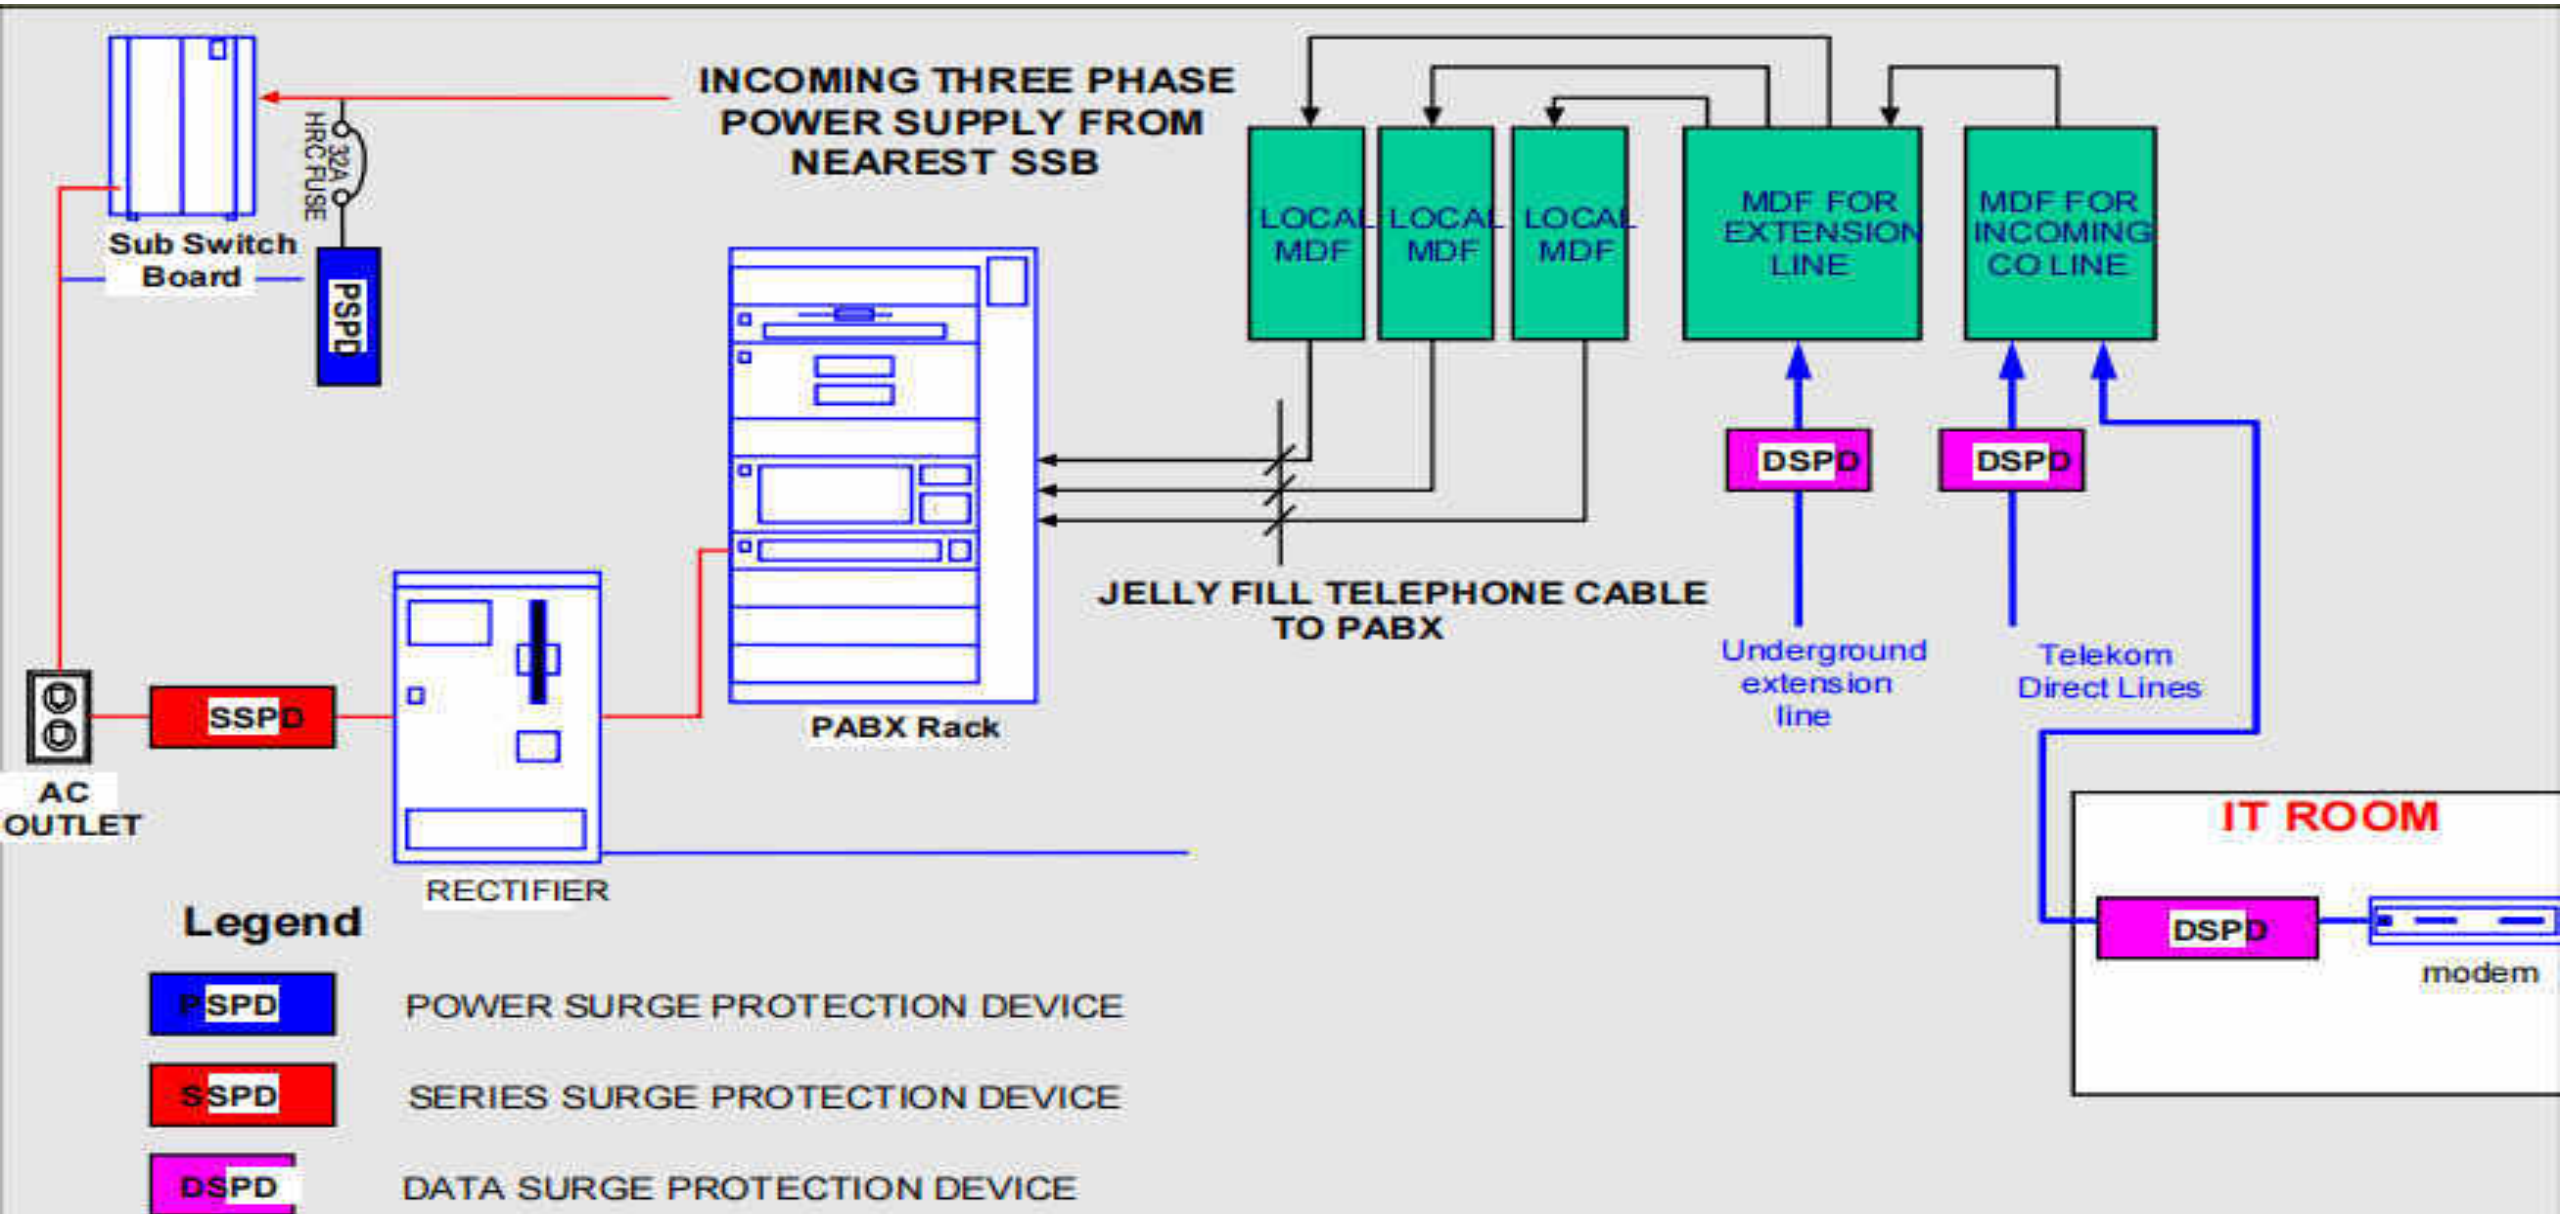 INCOMING THREE PHASE
POWER SUPPLY FROM
NEAREST SSB
32A
HRC FUSE
Sub Switch
Board
PSPD
LOCAL
MDF
LOCAL
MDF
LOCAL
MDF
MDF FOR
EXTENSION
LINE
MDF FOR
INCOMING
CO LINE
DSPD
DSPD
JELLY FILL TELEPHONE CABLE
TO PABX
Underground
extension
line
Telekom
Direct Lines
PABX Rack
SSPD
AC
OUTLET
RECTIFIER
IT ROOM
DSPD
modem
Legend
PSPD POWER SURGE PROTECTION DEVICE
SSPD SERIES SURGE PROTECTION DEVICE
DSPD DATA SURGE PROTECTION DEVICE